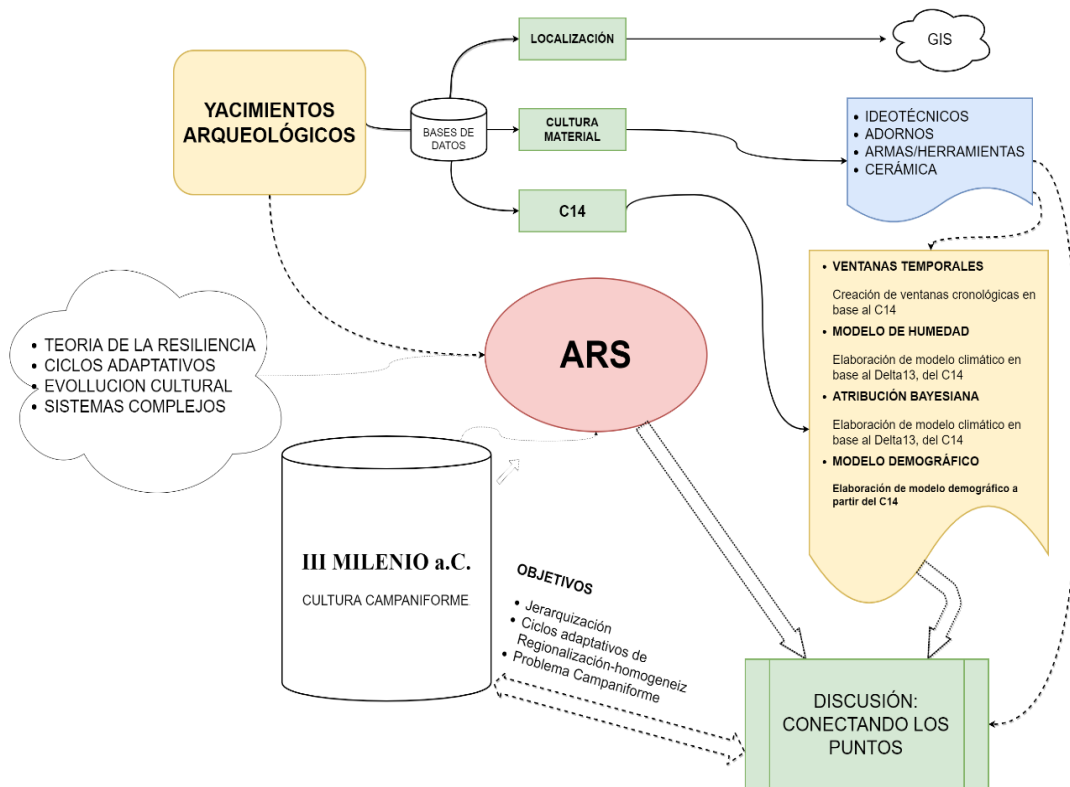 LOCALIZACIÓN
GIS
YACIMIENTOS
ARQUEOLÓGICOS
BASES DE
DATOS
CULTURA
MATERIAL
C14
• IDEOTÉCNICOS
• ADORNOS
• ARMAS/HERRAMIENTAS
• CERÁMICA
• VENTANAS TEMPORALES
Creación de ventanas cronológicas en
base al C14
• MODELO DE HUMEDAD
Elaboración de modelo climático en
base al Delta13, del C14
• ATRIBUCIÓN BAYESIANA
Elaboración de modelo climático en
base al Delta13, del C14
• MODELO DEMOGRÁFICO
Elaboración de modelo demográfico a
partir del C14
• TEORIA DE LA RESILIENCIA
• CICLOS ADAPTATIVOS
• EVOLLUCION CULTURAL
• SISTEMAS COMPLEJOS
ARS
III MILENIO a.C.
CULTURA CAMPANIFORME
OBJETIVOS
• Jerarquización
• Ciclos adaptativos de
Regionalización-homogeneiz
• Problema Campaniforme
DISCUSIÓN:
CONECTANDO LOS
PUNTOS